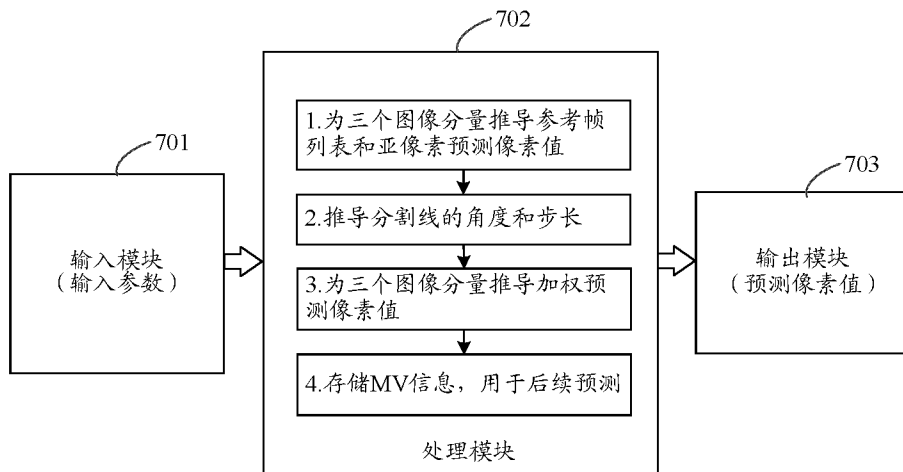 701
输入模块
（输入参数）
702
1.为三个图像分量推导参考帧
列表和亚像素预测像素值
2.推导分割线的角度和步长
3.为三个图像分量推导加权预
测像素值
4.存储MV信息，用于后续预测
处理模块
703
输出模块
（预测像素值）